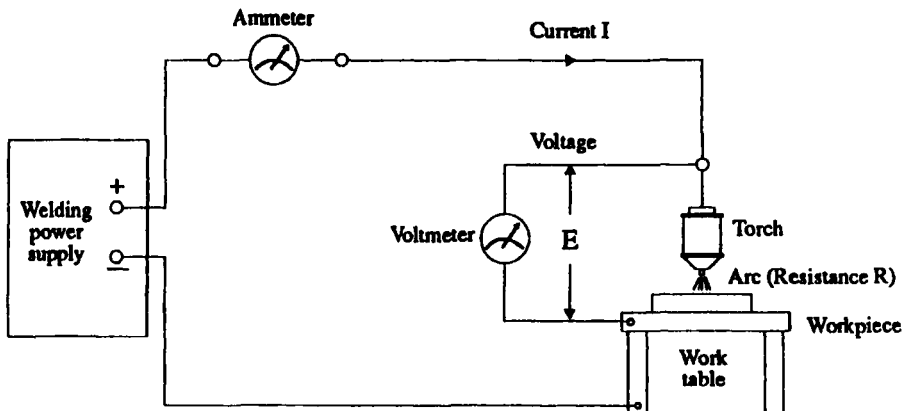 Ammeter
Current I
Voltage
+
Welding
power
supply
−
Voltmeter
E
Torch
Arc (Resistance R)
Workpiece
Work
table